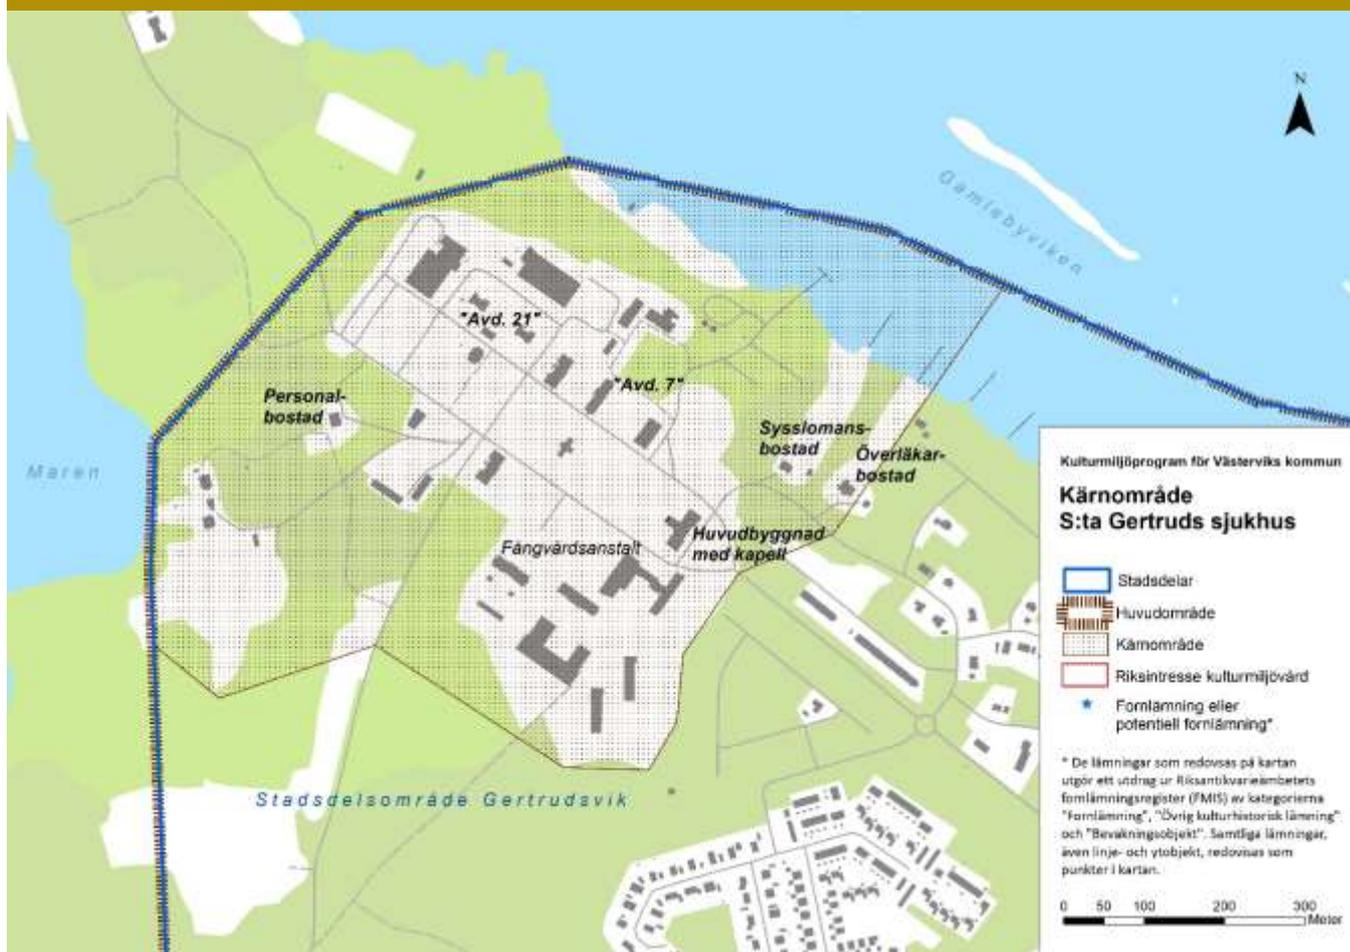 N
Gamlebyviken
"Avd. 21"
"Avd. 7"
Personal-
bostad
Sysslomans-
bostad
Överläkar-
bostad
Maren
Huvudbyggnad
med kapell
Fångvårdsanstalt
Stadsdelsområde Gertrudsvik
Kulturmiljöprogram för Västerviks kommun
Kärnområde
S:ta Gertruds sjukhus
Stadsdelar
Huvudområde
Kärnområde
Riksintresse kulturmiljövård
Fornlämning eller
potentiell fornlämning*
* De lämningar som redovsas på kartan
utgör ett utdrag ur Riksantikvarieämbetets
fornlämningsregister (FMIS) av kategorierna
"Fornlämning", "Övrig kulturhistorisk lämning"
och "Bevakningsobjekt". Samtliga lämningar,
även linje- och ytobjekt, redovisas som
punkter i kartan.
0 50 100 200 300
Meter